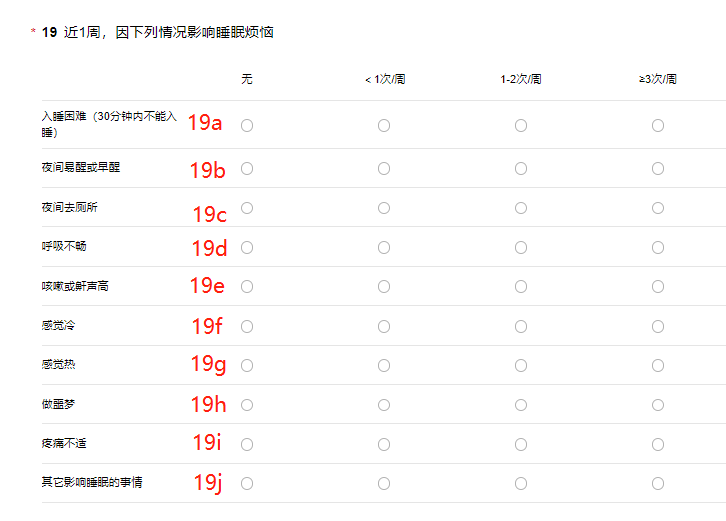 * 19 近1周，因下列情况影响睡眠烦恼
无 < 1次/周 1-2次/周 ≥3次/周
入睡困难（30分钟内不能入
睡） 19a
夜间易醒或早醒 19b
夜间去厕所 19c
呼吸不畅 19d
咳嗽或鼾声高 19e
感觉冷 19f
感觉热 19g
做噩梦 19h
疼痛不适 19i
其它影响睡眠的事情 19j